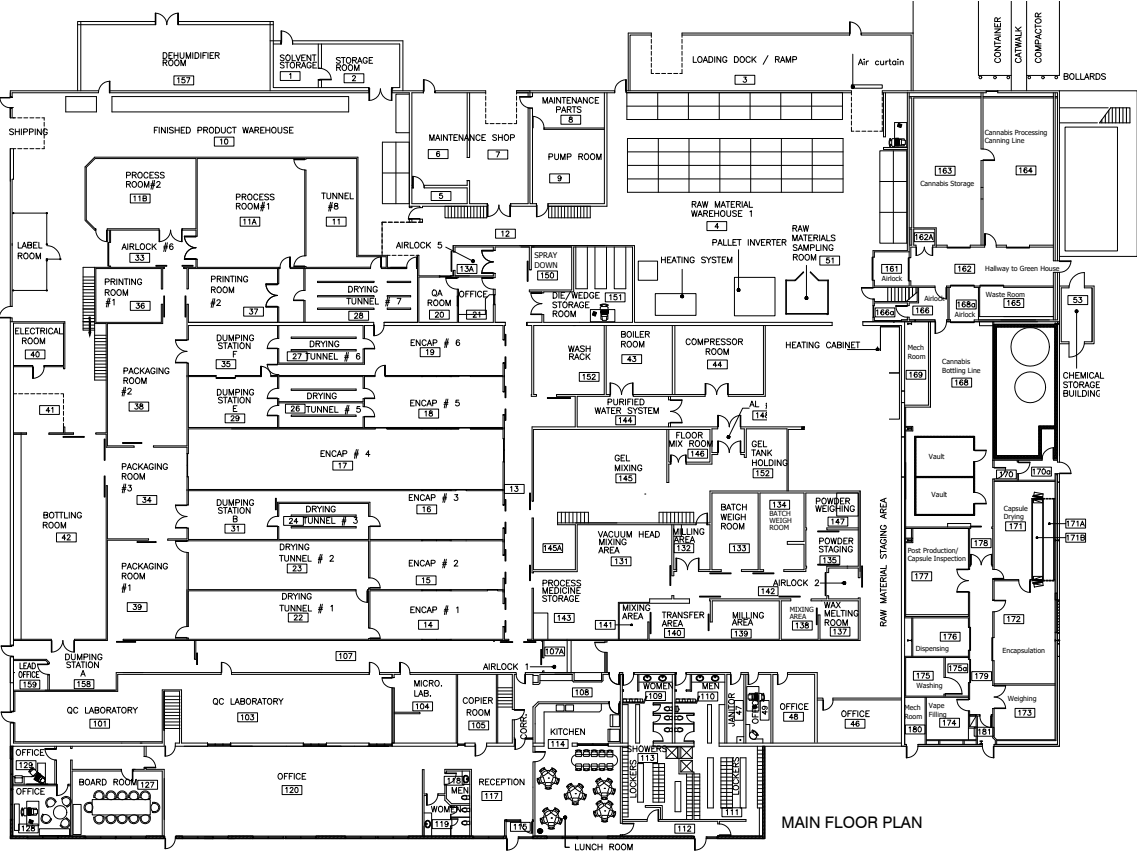 CONTAINER
CATWALK
COMPACTOR
BOLLARDS
DEHUMIDIFIER
ROOM
157
SOLVENT
STORAGE
1
STORAGE
ROOM
2
LOADING DOCK / RAMP
3
Air curtain
SHIPPING
FINISHED PRODUCT WAREHOUSE
10
MAINTENANCE SHOP
6
7
5
MAINTENANCE
PARTS
8
PUMP ROOM
9
RAW MATERIAL
WAREHOUSE 1
4
Cannabis Processing
Canning Line
164
163
Cannabis Storage
PROCESS
ROOM#2
11B
PROCESS
ROOM#1
11A
TUNNEL
#8
11
12
LABEL
ROOM
AIRLOCK #6
33
AIRLOCK 5
13A
SPRAY
DOWN
150
HEATING SYSTEM
PALLET INVERTER
RAW
MATERIALS
SAMPLING
ROOM
51
162A
161
Airlock
162
Hallway to Green House
PRINTING
ROOM
#1
36
PRINTING
ROOM
#2
37
DRYING
TUNNEL # 7
28
QA
ROOM
20
OFFICE
21
DIE/WEDGE
STORAGE
ROOM
151
166a
Airlock
166
168a
Airlock
Waste Room
165
53
CHEMICAL
STORAGE
BUILDING
ELECTRICAL
ROOM
40
DUMPING
STATION
F
35
DRYING
27
TUNNEL # 6
ENCAP # 6
19
WASH
RACK
152
BOILER
ROOM
43
COMPRESSOR
ROOM
44
HEATING CABINET
Mech
Room
169
Cannabis
Bottling Line
168
PACKAGING
ROOM
#2
38
DUMPING
STATION
E
29
DRYING
26
TUNNEL # 5
ENCAP # 5
18
PURIFIED
WATER SYSTEM
144
AL
41
ENCAP # 4
17
GEL
MIXING
145
FLOOR
MIX ROOM
146
GEL
TANK
HOLDING
152
Vault
Vault
170
170a
PACKAGING
ROOM
#3
34
BOTTLING
ROOM
42
DUMPING
STATION
B
31
DRYING
24
TUNNEL # 3
ENCAP # 3
16
13
BATCH
WEIGH
ROOM
133
134
BATCH
WEIGH
ROOM
POWDER
WEIGHING
147
RAW MATERIAL STAGING AREA
Capsule
Drying
171
171A
171B
145A
VACUUM HEAD
MIXING
AREA
131
MILLING
AREA
132
POWDER
STAGING
135
178
DRYING
TUNNEL # 2
23
ENCAP # 2
15
Post Production/
Capsule Inspection
177
PACKAGING
ROOM
#1
39
DRYING
TUNNEL # 1
22
ENCAP # 1
14
PROCESS
MEDICINE
STORAGE
143
AIRLOCK 2
142
MIXING
AREA
141
TRANSFER
AREA
140
MILLING
AREA
139
MIXING
AREA
138
WAX
MELTING
ROOM
137
172
Encapsulation
176
Dispensing
107
107A
AIRLOCK 1
LEAD
OFFICE
159
DUMPING
STATION
A
158
175
Washing
175a
179
QC LABORATORY
101
QC LABORATORY
103
MICRO.
LAB.
104
COPIER
ROOM
105
CORR.
108
WOMEN
109
MEN
110
JANITOR
47
OFFICE
49
OFFICE
48
OFFICE
46
Mech
Room
180
Vape
Filling
174
181
Weighing
173
KITCHEN
114
SHOWERS
113
LOCKERS
LOCKERS
111
112
OFFICE
129
OFFICE
128
BOARD ROOM
127
OFFICE
120
118
MEN
WOMEN
119
RECEPTION
117
115
LUNCH ROOM
MAIN FLOOR PLAN